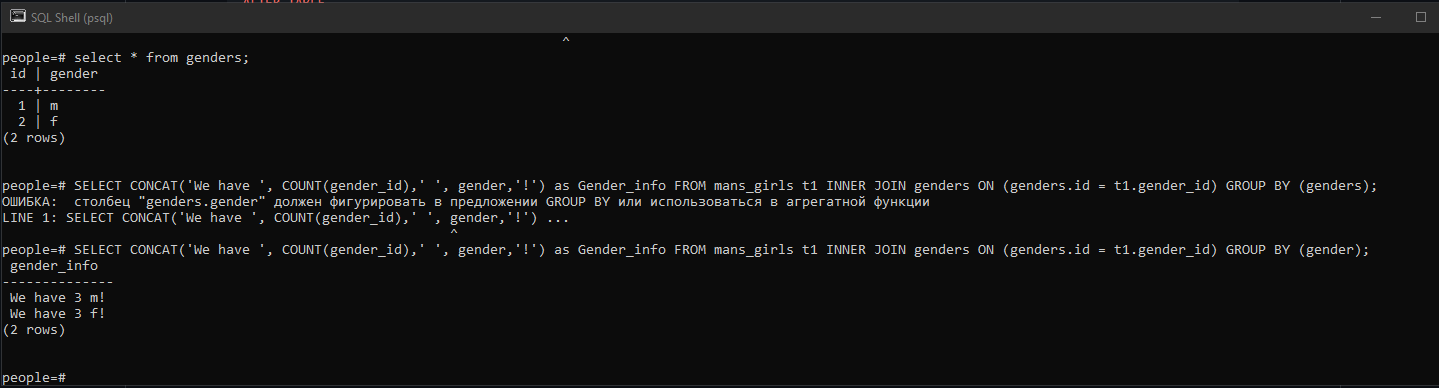 SQL Shell (psql)
^
people=# select * from genders;
id | gender
----+--------
1 | m
2 | f
(2 rows)
people=# SELECT CONCAT('We have ', COUNT(gender_id),' ', gender,'!') as Gender_info FROM mans_girls t1 INNER JOIN genders ON (genders.id = t1.gender_id) GROUP BY (genders);
ОШИБКА:  столбец "genders.gender" должен фигурировать в предложении GROUP BY или использоваться в агрегатной функции
LINE 1: SELECT CONCAT('We have ', COUNT(gender_id),' ', gender,'!') ...
^
people=# SELECT CONCAT('We have ', COUNT(gender_id),' ', gender,'!') as Gender_info FROM mans_girls t1 INNER JOIN genders ON (genders.id = t1.gender_id) GROUP BY (gender);
gender_info
--------------
We have 3 m!
We have 3 f!
(2 rows)
people=#